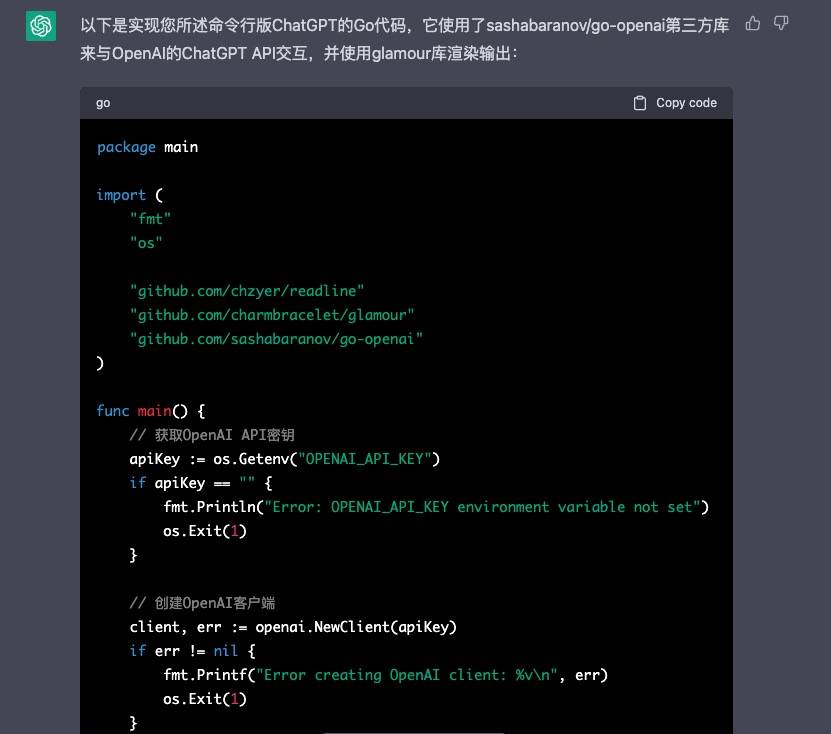 以下是实现您所述命令行版ChatGPT的Go代码，它使用了sashabaranov/go-openai第三方库
来与OpenAI的ChatGPT API交互，并使用glamour库渲染输出：
go
Copy code
package main
import (
"fmt"
"os"
"github.com/chzyer/readline"
"github.com/charmbracelet/glamour"
"github.com/sashabaranov/go-openai"
)
func main() {
// 获取OpenAI API密钥
apiKey := os.Getenv("OPENAI_API_KEY")
if apiKey == "" {
fmt.Println("Error: OPENAI_API_KEY environment variable not set")
os.Exit(1)
}
// 创建OpenAI客户端
client, err := openai.NewClient(apiKey)
if err != nil {
fmt.Printf("Error creating OpenAI client: %v\n", err)
os.Exit(1)
}